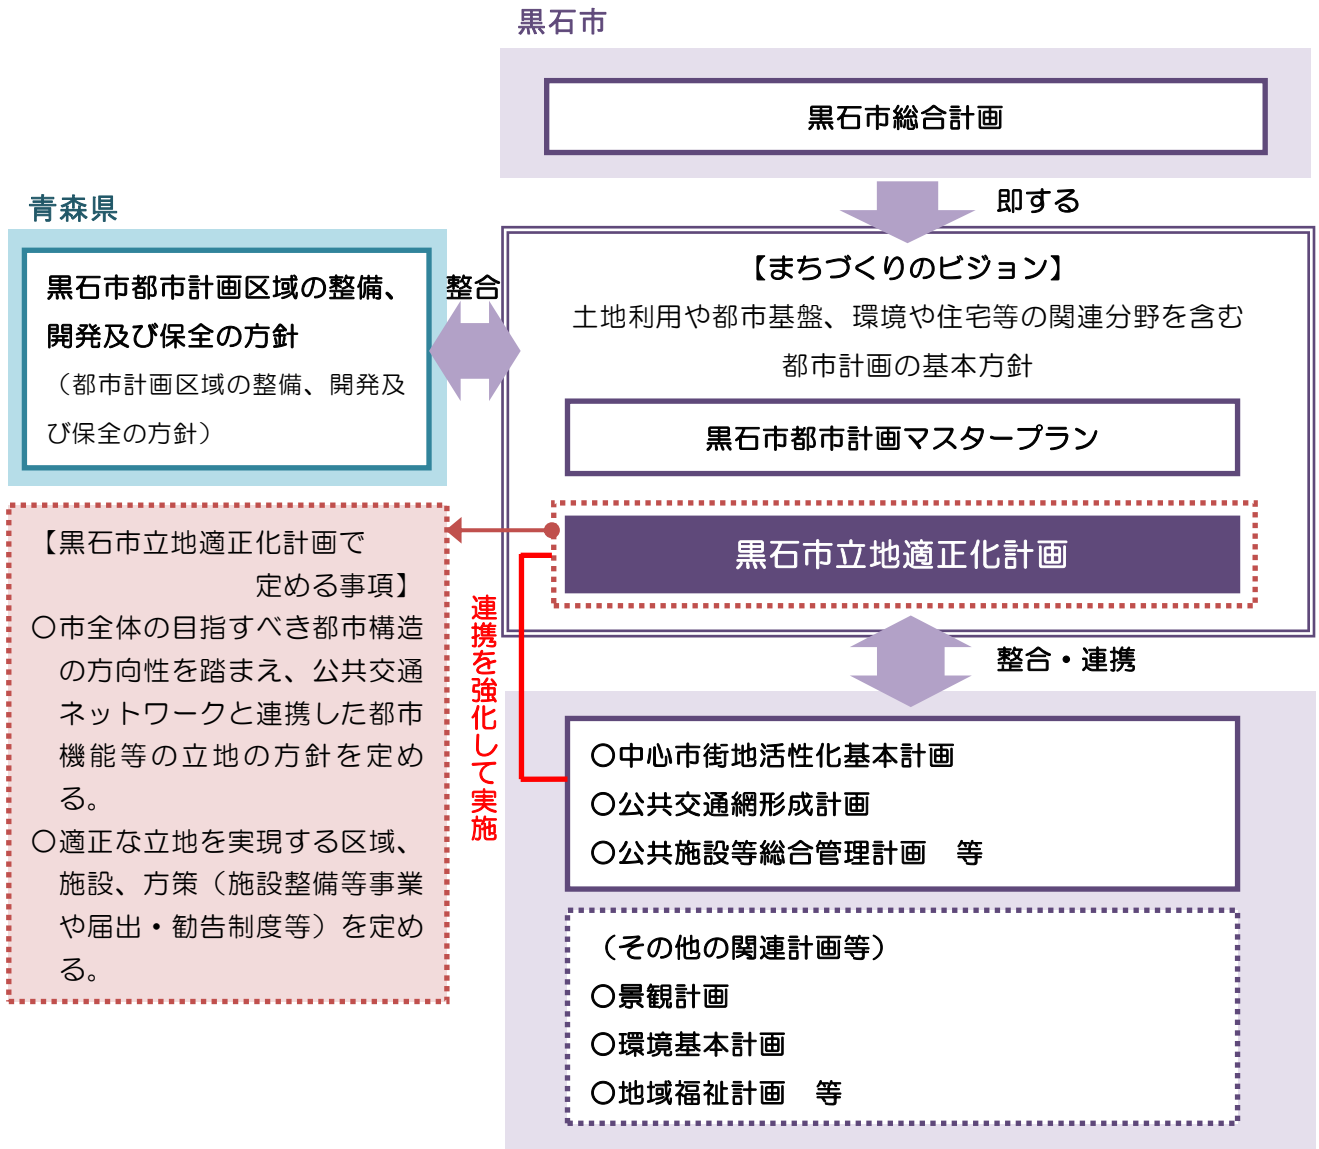 黒石市
黒石市総合計画
即する
青森県
黒石市都市計画区域の整備、
開発及び保全の方針
（都市計画区域の整備、開発及
び保全の方針）
整合
【まちづくりのビジョン】
土地利用や都市基盤、環境や住宅等の関連分野を含む
都市計画の基本方針
黒石市都市計画マスタープラン
黒石市立地適正化計画
【黒石市立地適正化計画で
定める事項】
〇市全体の目指すべき都市構造
の方向性を踏まえ、公共交通
ネットワークと連携した都市
機能等の立地の方針を定め
る。
〇適正な立地を実現する区域、
施設、方策（施設整備等事業
や届出・勧告制度等）を定め
る。
連携を強化して実施
整合・連携
〇中心市街地活性化基本計画
〇公共交通網形成計画
〇公共施設等総合管理計画　等
（その他の関連計画等）
〇景観計画
〇環境基本計画
〇地域福祉計画　等